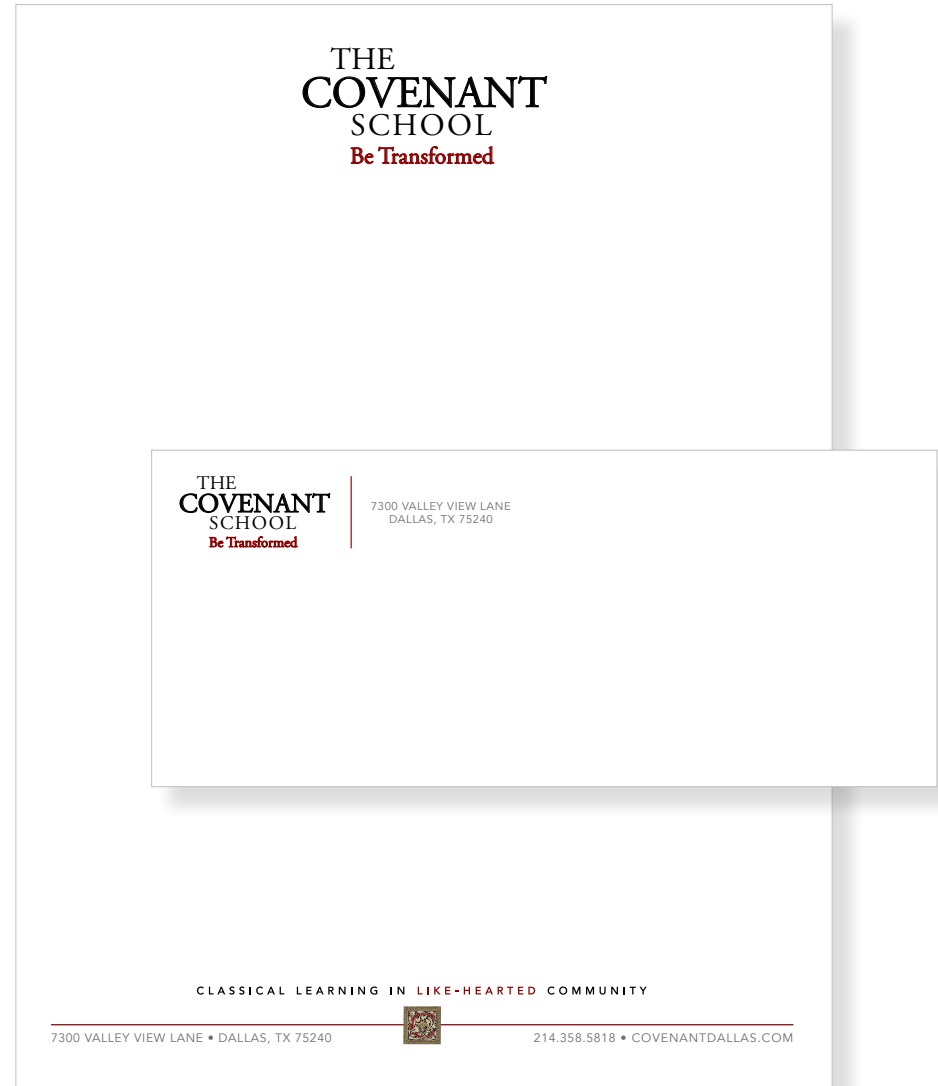 THE
COVENANT
SCHOOL
Be Transformed
THE
COVENANT
SCHOOL
Be Transformed
7300 VALLEY VIEW LANE
DALLAS, TX 75240
CLASSICAL LEARNING IN LIKE-HEARTED COMMUNITY
7300 VALLEY VIEW LANE • DALLAS, TX 75240
214.358.5818 • COVENANTDALLAS.COM